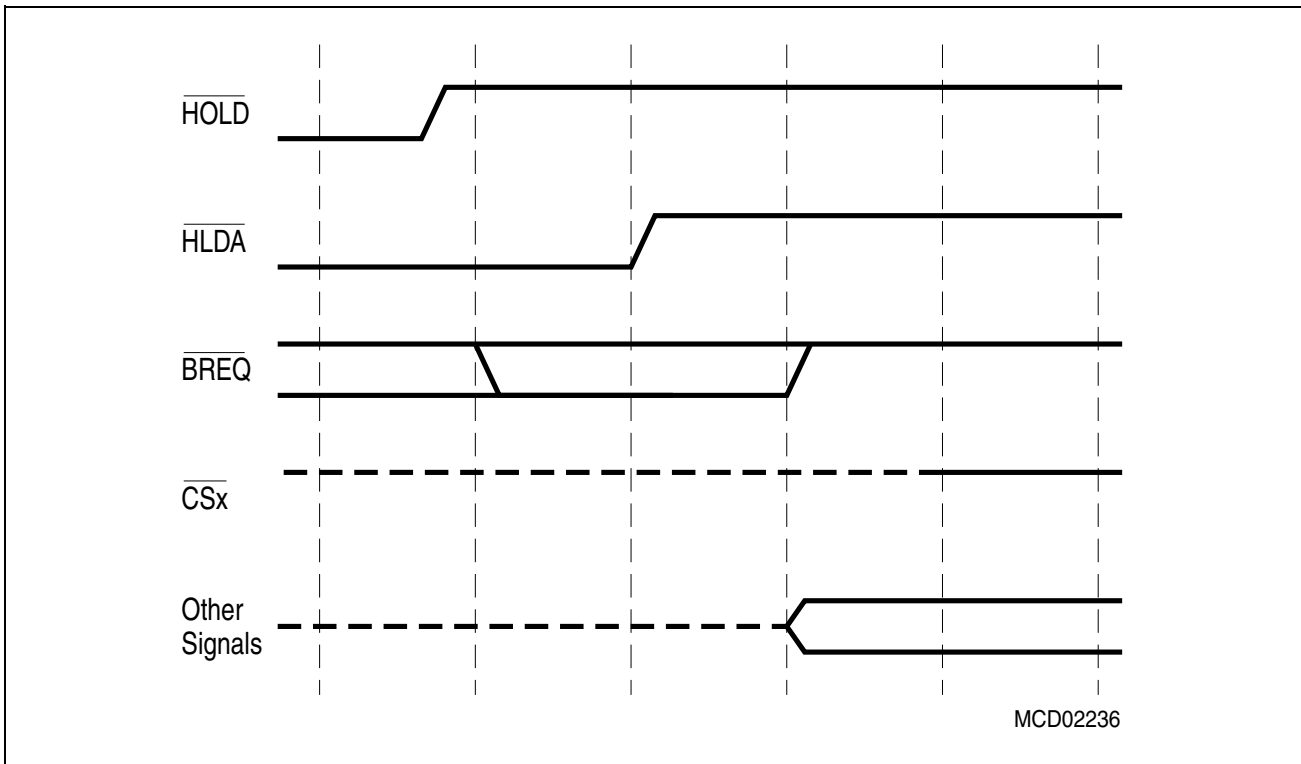 HOLD
HLDA
BREQ
CSx
Other
Signals
MCD02236